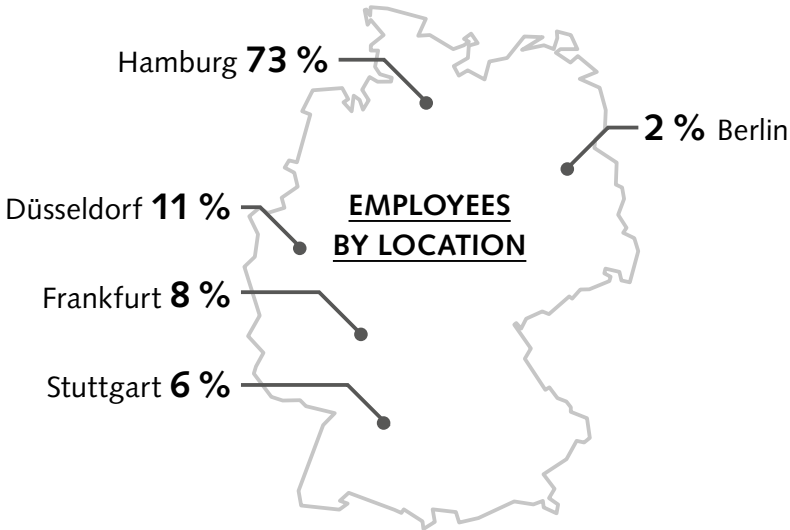 Hamburg 73 %
2 % Berlin
Düsseldorf 11 %
EMPLOYEES
BY LOCATION
Frankfurt 8 %
Stuttgart 6 %